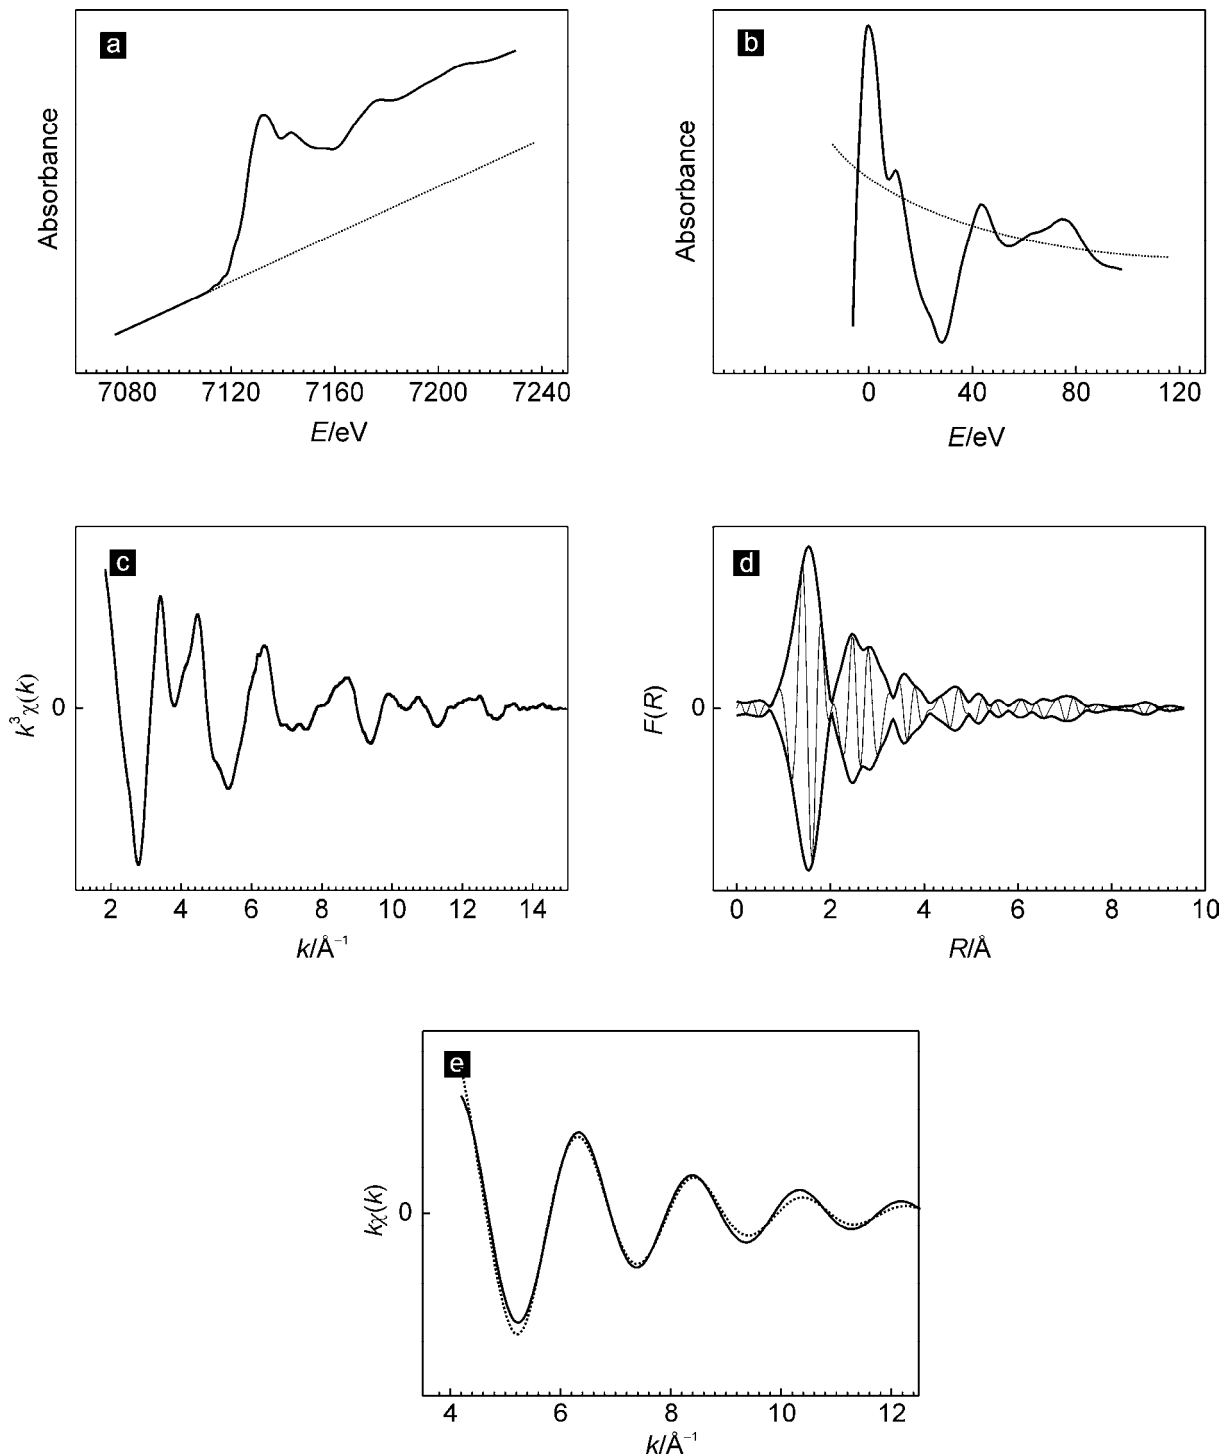 a
b
Absorbance
Absorbance
7080 7120 7160 7200 7240
0 40 80 120
E/eV
E/eV
c
d
k³χ(k)
0
F(R)
0
2 4 6 8 10 12 14
0 2 4 6 8 10
k/Å⁻¹
R/Å
e
kχ(k)
0
4 6 8 10 12
k/Å⁻¹